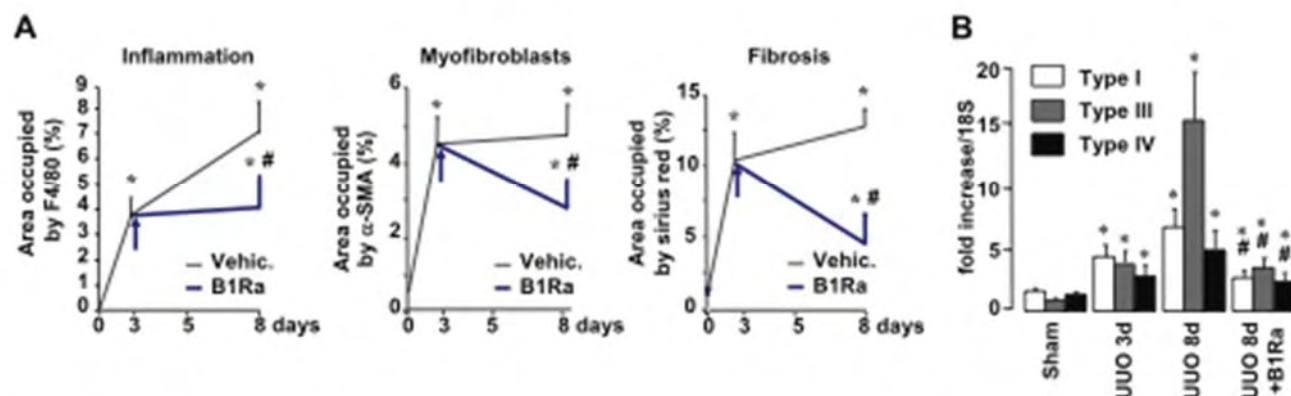 A
Inflammation
Area occupied
by F4/80 (%)
9
8
7
6
5
4
3
2
1
0
*
*
* #
Vehic.
B1Ra
0 3 5 8 days
Myofibroblasts
Area occupied
by α-SMA (%)
6
4
2
0
*
*
* #
Vehic.
B1Ra
0 3 5 8 days
Fibrosis
Area occupied
by sirius red (%)
15
10
5
0
*
*
* #
Vehic.
B1Ra
0 3 5 8 days
B
fold increase/18S
20
15
10
5
0
Type I
Type III
Type IV
* * *
* * *
* * *
# # #
Sham
UUO 3d
UUO 8d
UUO 8d
+B1Ra